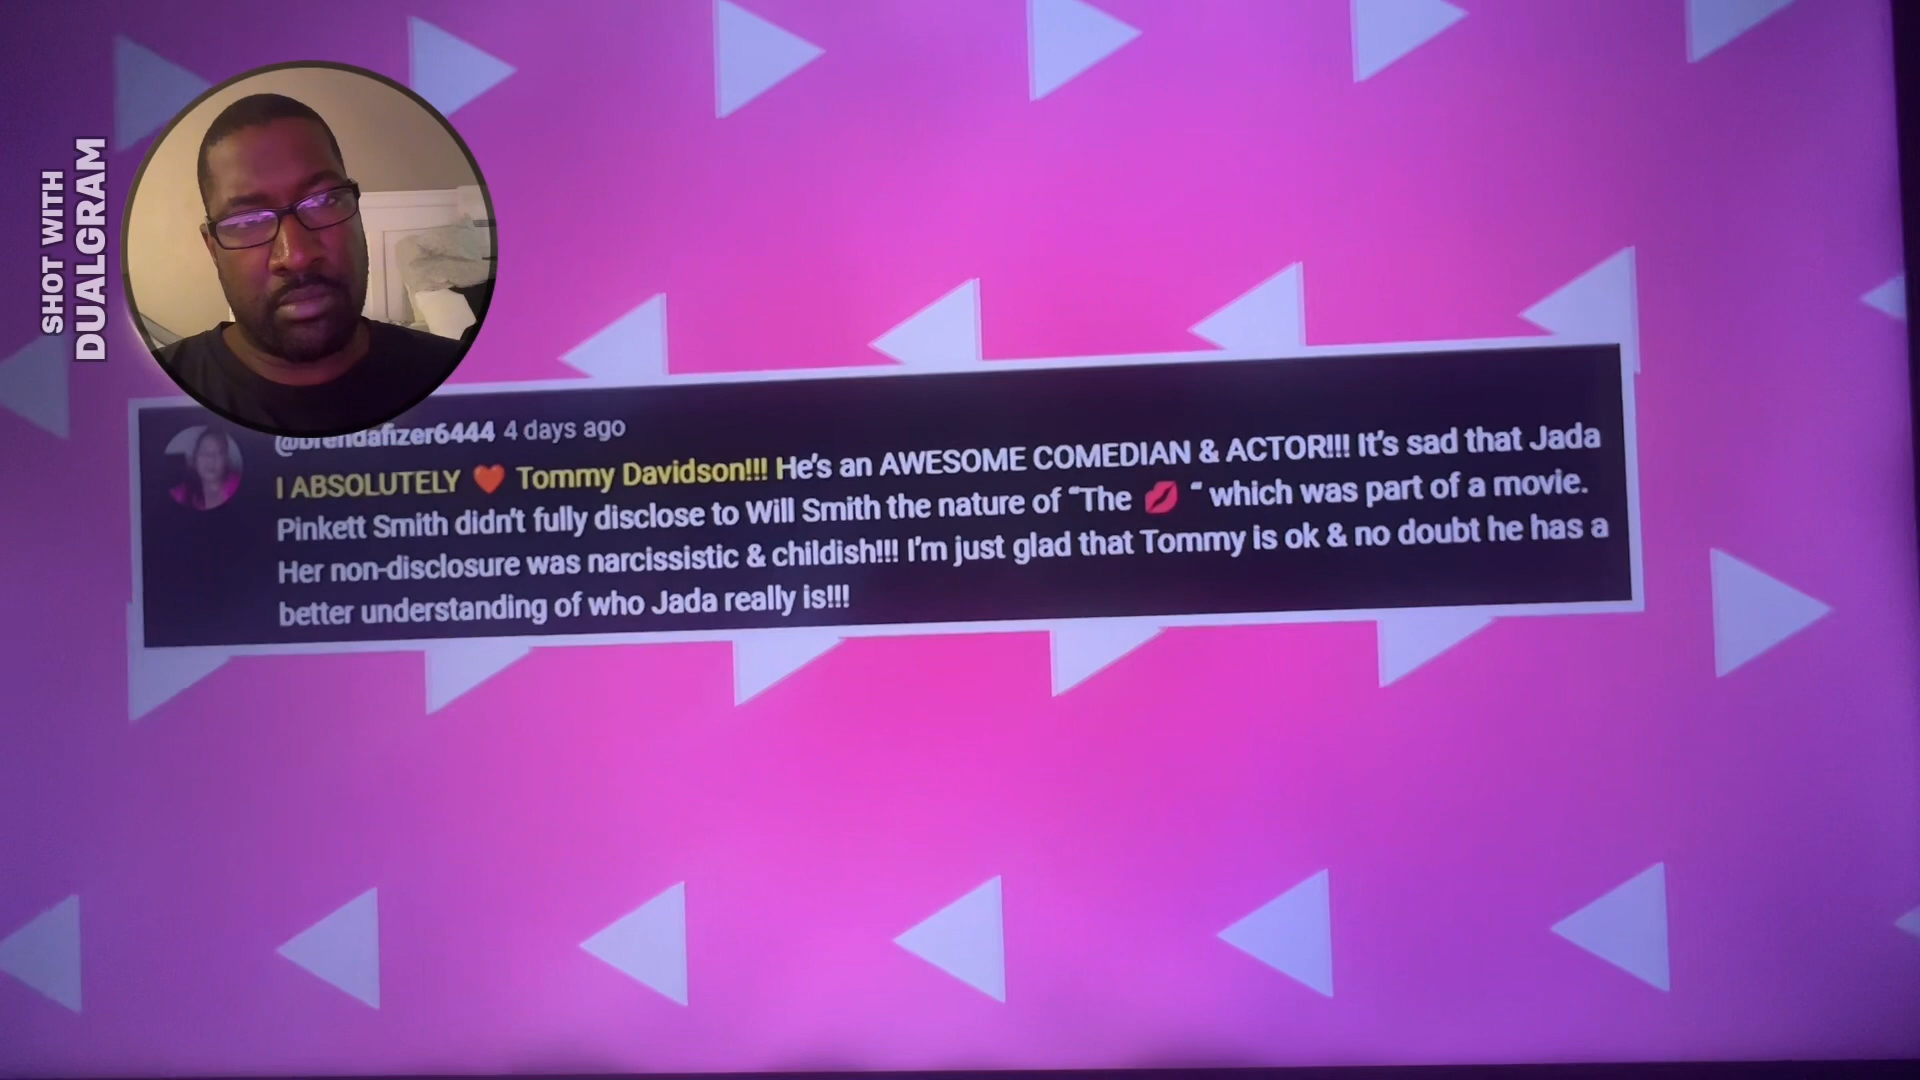 SHOT WITH
DUALGRAM
@brendafizer6444 4 days ago
I ABSOLUTELY ❤️ Tommy Davidson!!! He's an AWESOME COMEDIAN & ACTOR!!! It's sad that Jada
Pinkett Smith didn't fully disclose to Will Smith the nature of "The 💋 " which was part of a movie.
Her non-disclosure was narcissistic & childish!!! I'm just glad that Tommy is ok & no doubt he has a
better understanding of who Jada really is!!!